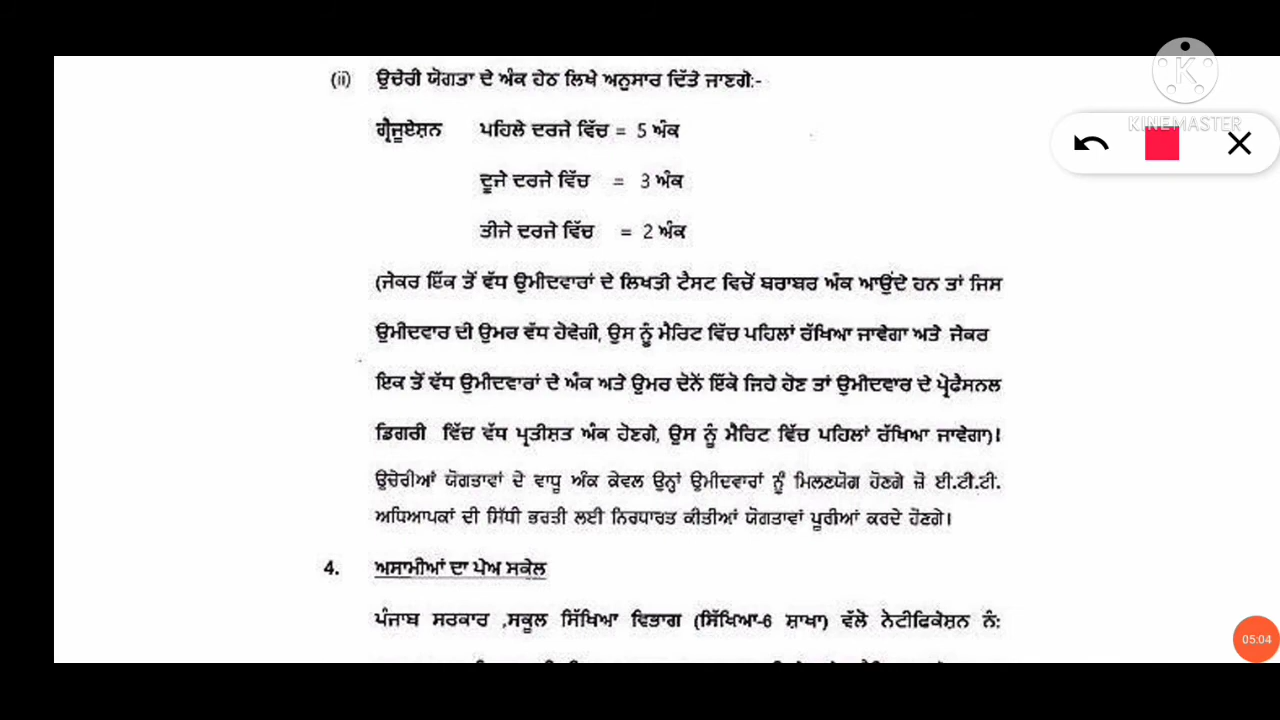 KINEMASTER
(ii) ਉਚੇਰੀ ਯੋਗਤਾ ਦੇ ਅੰਕ ਹੇਠ ਲਿਖੇ ਅਨੁਸਾਰ ਦਿੱਤੇ ਜਾਣਗੇ:-
ਗ੍ਰੈਜੂਏਸ਼ਨ ਪਹਿਲੇ ਦਰਜੇ ਵਿੱਚ = 5 ਅੰਕ
ਦੂਜੇ ਦਰਜੇ ਵਿੱਚ = 3 ਅੰਕ
ਤੀਜੇ ਦਰਜੇ ਵਿੱਚ = 2 ਅੰਕ
(ਜੇਕਰ ਇੱਕ ਤੋਂ ਵੱਧ ਉਮੀਦਵਾਰਾਂ ਦੇ ਲਿਖਤੀ ਟੈਸਟ ਵਿਚੋਂ ਬਰਾਬਰ ਅੰਕ ਆਉਂਦੇ ਹਨ ਤਾਂ ਜਿਸ
ਉਮੀਦਵਾਰ ਦੀ ਉਮਰ ਵੱਧ ਹੋਵੇਗੀ, ਉਸ ਨੂੰ ਮੈਰਿਟ ਵਿੱਚ ਪਹਿਲਾਂ ਰੱਖਿਆ ਜਾਵੇਗਾ ਅਤੇ ਜੇਕਰ
ਇਕ ਤੋਂ ਵੱਧ ਉਮੀਦਵਾਰਾਂ ਦੇ ਅੰਕ ਅਤੇ ਉਮਰ ਦੋਨੋਂ ਇੱਕੋ ਜਿਹੇ ਹੋਣ ਤਾਂ ਉਮੀਦਵਾਰ ਦੇ ਪ੍ਰੋਫੈਸਨਲ
ਡਿਗਰੀ ਵਿੱਚ ਵੱਧ ਪ੍ਰਤੀਸ਼ਤ ਅੰਕ ਹੋਣਗੇ, ਉਸ ਨੂੰ ਮੈਰਿਟ ਵਿੱਚ ਪਹਿਲਾਂ ਰੱਖਿਆ ਜਾਵੇਗਾ)।
ਉਚੇਰੀਆਂ ਯੋਗਤਾਵਾਂ ਦੇ ਵਾਧੂ ਅੰਕ ਕੇਵਲ ਉਨ੍ਹਾਂ ਉਮੀਦਵਾਰਾਂ ਨੂੰ ਮਿਲਣਯੋਗ ਹੋਣਗੇ ਜੋ ਈ.ਟੀ.ਟੀ.
ਅਧਿਆਪਕਾਂ ਦੀ ਸਿੱਧੀ ਭਰਤੀ ਲਈ ਨਿਰਧਾਰਤ ਕੀਤੀਆਂ ਯੋਗਤਾਵਾਂ ਪੂਰੀਆਂ ਕਰਦੇ ਹੋਣਗੇ।
4. ਅਸਾਮੀਆਂ ਦਾ ਪੇਅ ਸਕੇਲ
ਪੰਜਾਬ ਸਰਕਾਰ ,ਸਕੂਲ ਸਿੱਖਿਆ ਵਿਭਾਗ (ਸਿੱਖਿਆ-6 ਸ਼ਾਖਾ) ਵੱਲੋ ਨੋਟੀਫਿਕੇਸ਼ਨ ਨੰ:
05:04